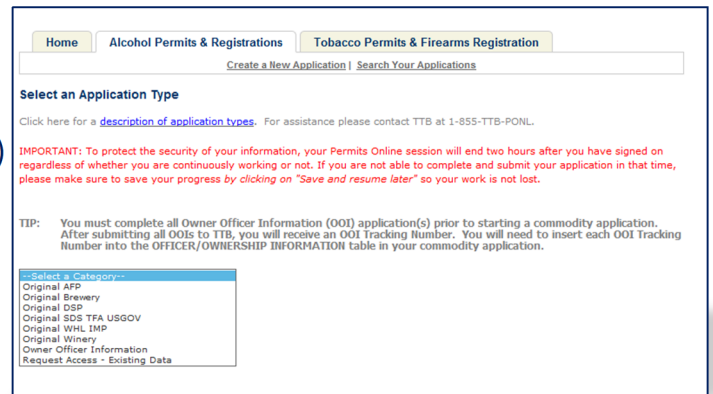 Home Alcohol Permits & Registrations Tobacco Permits & Firearms Registration
Create a New Application | Search Your Applications
Select an Application Type
Click here for a description of application types. For assistance please contact TTB at 1-855-TTB-PONL.
IMPORTANT: To protect the security of your information, your Permits Online session will end two hours after you have signed on
regardless of whether you are continuously working or not. If you are not able to complete and submit your application in that time,
please make sure to save your progress by clicking on "Save and resume later" so your work is not lost.
TIP: You must complete all Owner Officer Information (OOI) application(s) prior to starting a commodity application.
After submitting all OOIs to TTB, you will receive an OOI Tracking Number. You will need to insert each OOI Tracking
Number into the OFFICER/OWNERSHIP INFORMATION table in your commodity application.
--Select a Category--
Original AFP
Original Brewery
Original DSP
Original SDS TFA USGOV
Original WHL IMP
Original Winery
Owner Officer Information
Request Access - Existing Data